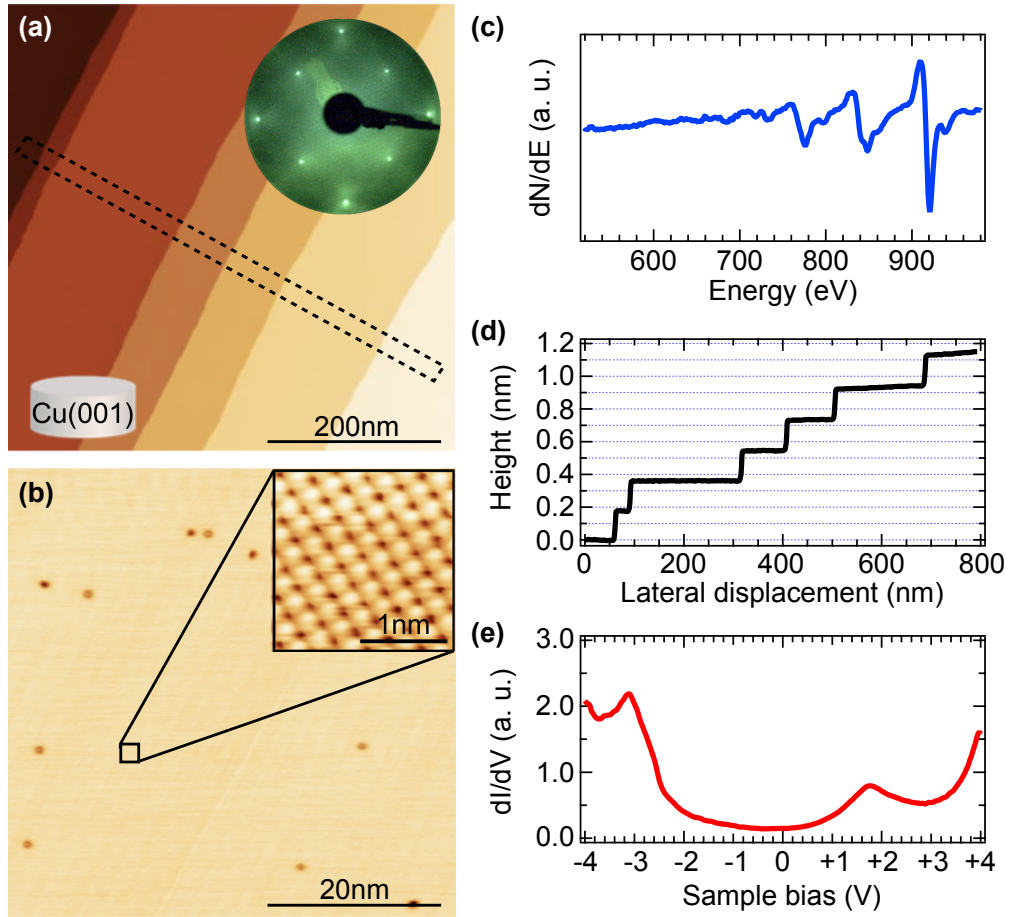 (a)
Cu(001)
200nm
(b)
1nm
20nm
(c)
dN/dE (a. u.)
600 700 800 900
Energy (eV)
(d)
Height (nm)
1.2
1.0
0.8
0.6
0.4
0.2
0.0
0 200 400 600 800
Lateral displacement (nm)
(e)
dI/dV (a. u.)
3.0
2.0
1.0
0.0
-4 -3 -2 -1 0 +1 +2 +3 +4
Sample bias (V)